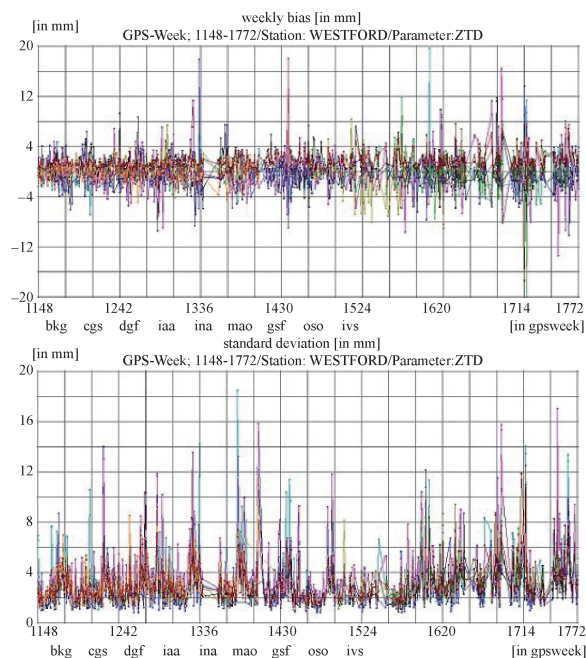 weekly bias [in mm]
[in mm]
GPS-Week; 1148-1772/Station: WESTFORD/Parameter:ZTD
20
12
4
−4
−12
−20
1148 1242 1336 1430 1524 1620 1714 1772
bkg cgs dgf iaa ina mao gsf oso ivs [in gpsweek]
standard deviation [in mm]
[in mm]
GPS-Week, 1148-1772/Station: WESTFORD/Parameter:ZTD
20
16
12
8
4
0
1148 1242 1336 1430 1524 1620 1714 1772
bkg cgs dgf iaa ina mao gsf oso ivs [in gpsweek]